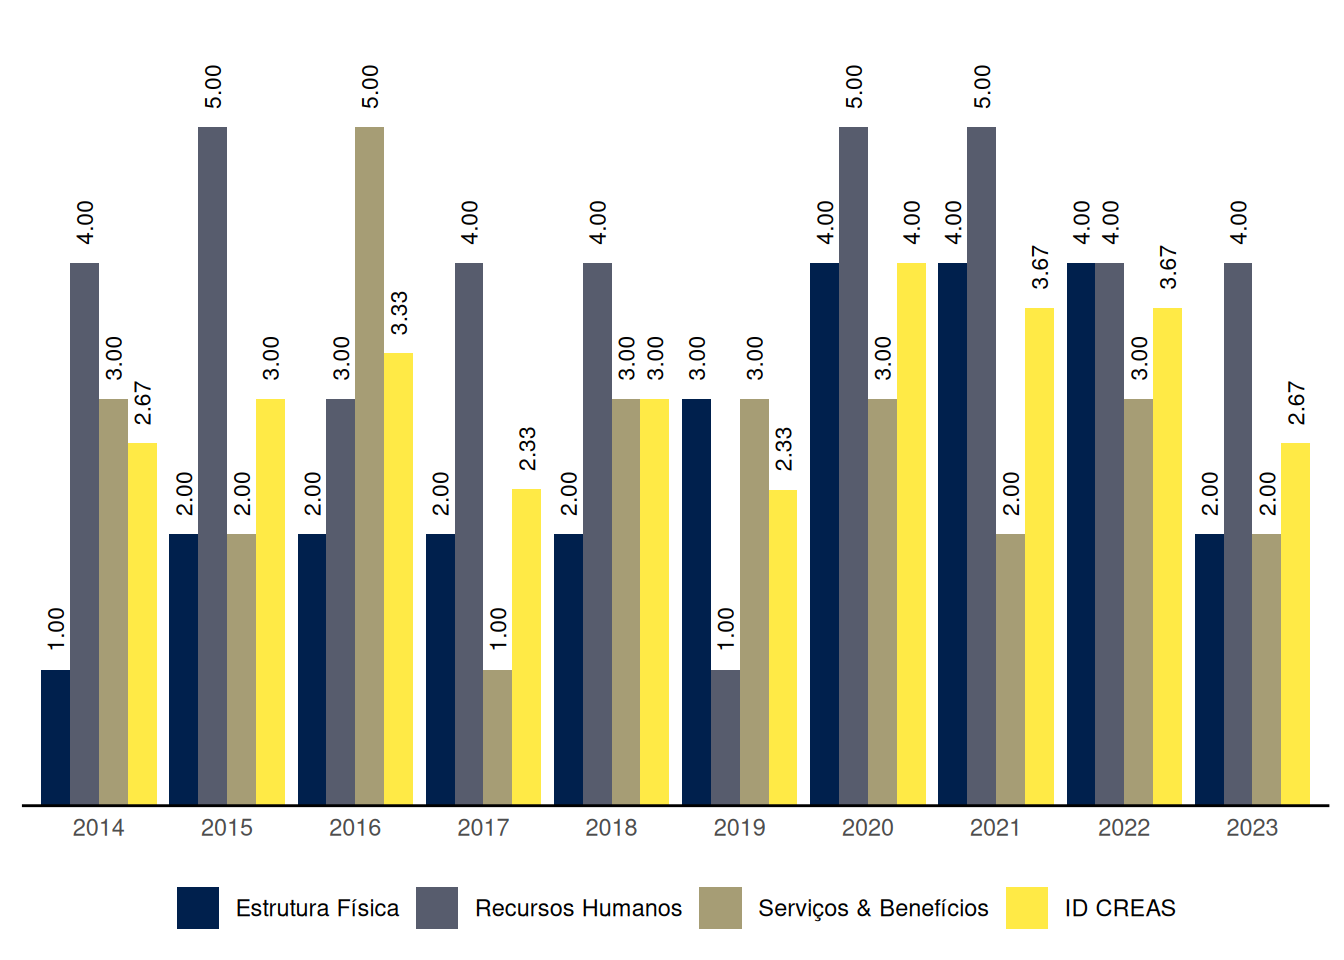 1.00 4.00 3.00 2.67
2.00 5.00 2.00 3.00
2.00 3.00 5.00 3.33
2.00 4.00 1.00 2.33
2.00 4.00 3.00 3.00
3.00 1.00 3.00 2.33
4.00 5.00 3.00 4.00
4.00 5.00 2.00 3.67
4.00 4.00 3.00 3.67
2.00 4.00 2.00 2.67
2014 2015 2016 2017 2018 2019 2020 2021 2022 2023
Estrutura Física Recursos Humanos Serviços & Benefícios ID CREAS